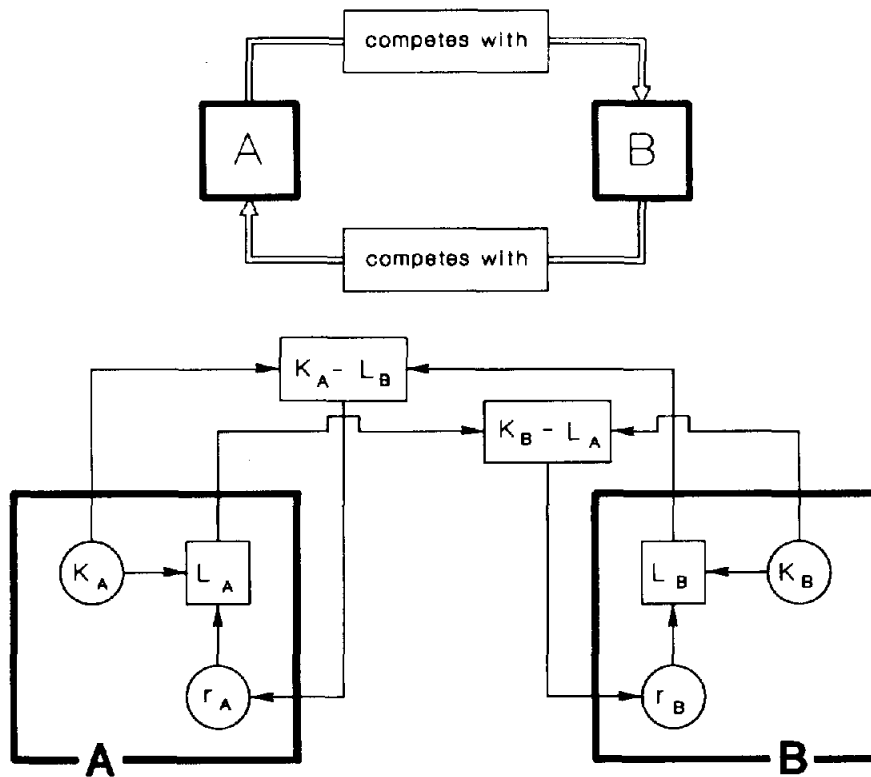 competes with
A
B
competes with
K_A - L_B
K_B - L_A
K_A
L_A
L_B
K_B
r_A
r_B
A
B